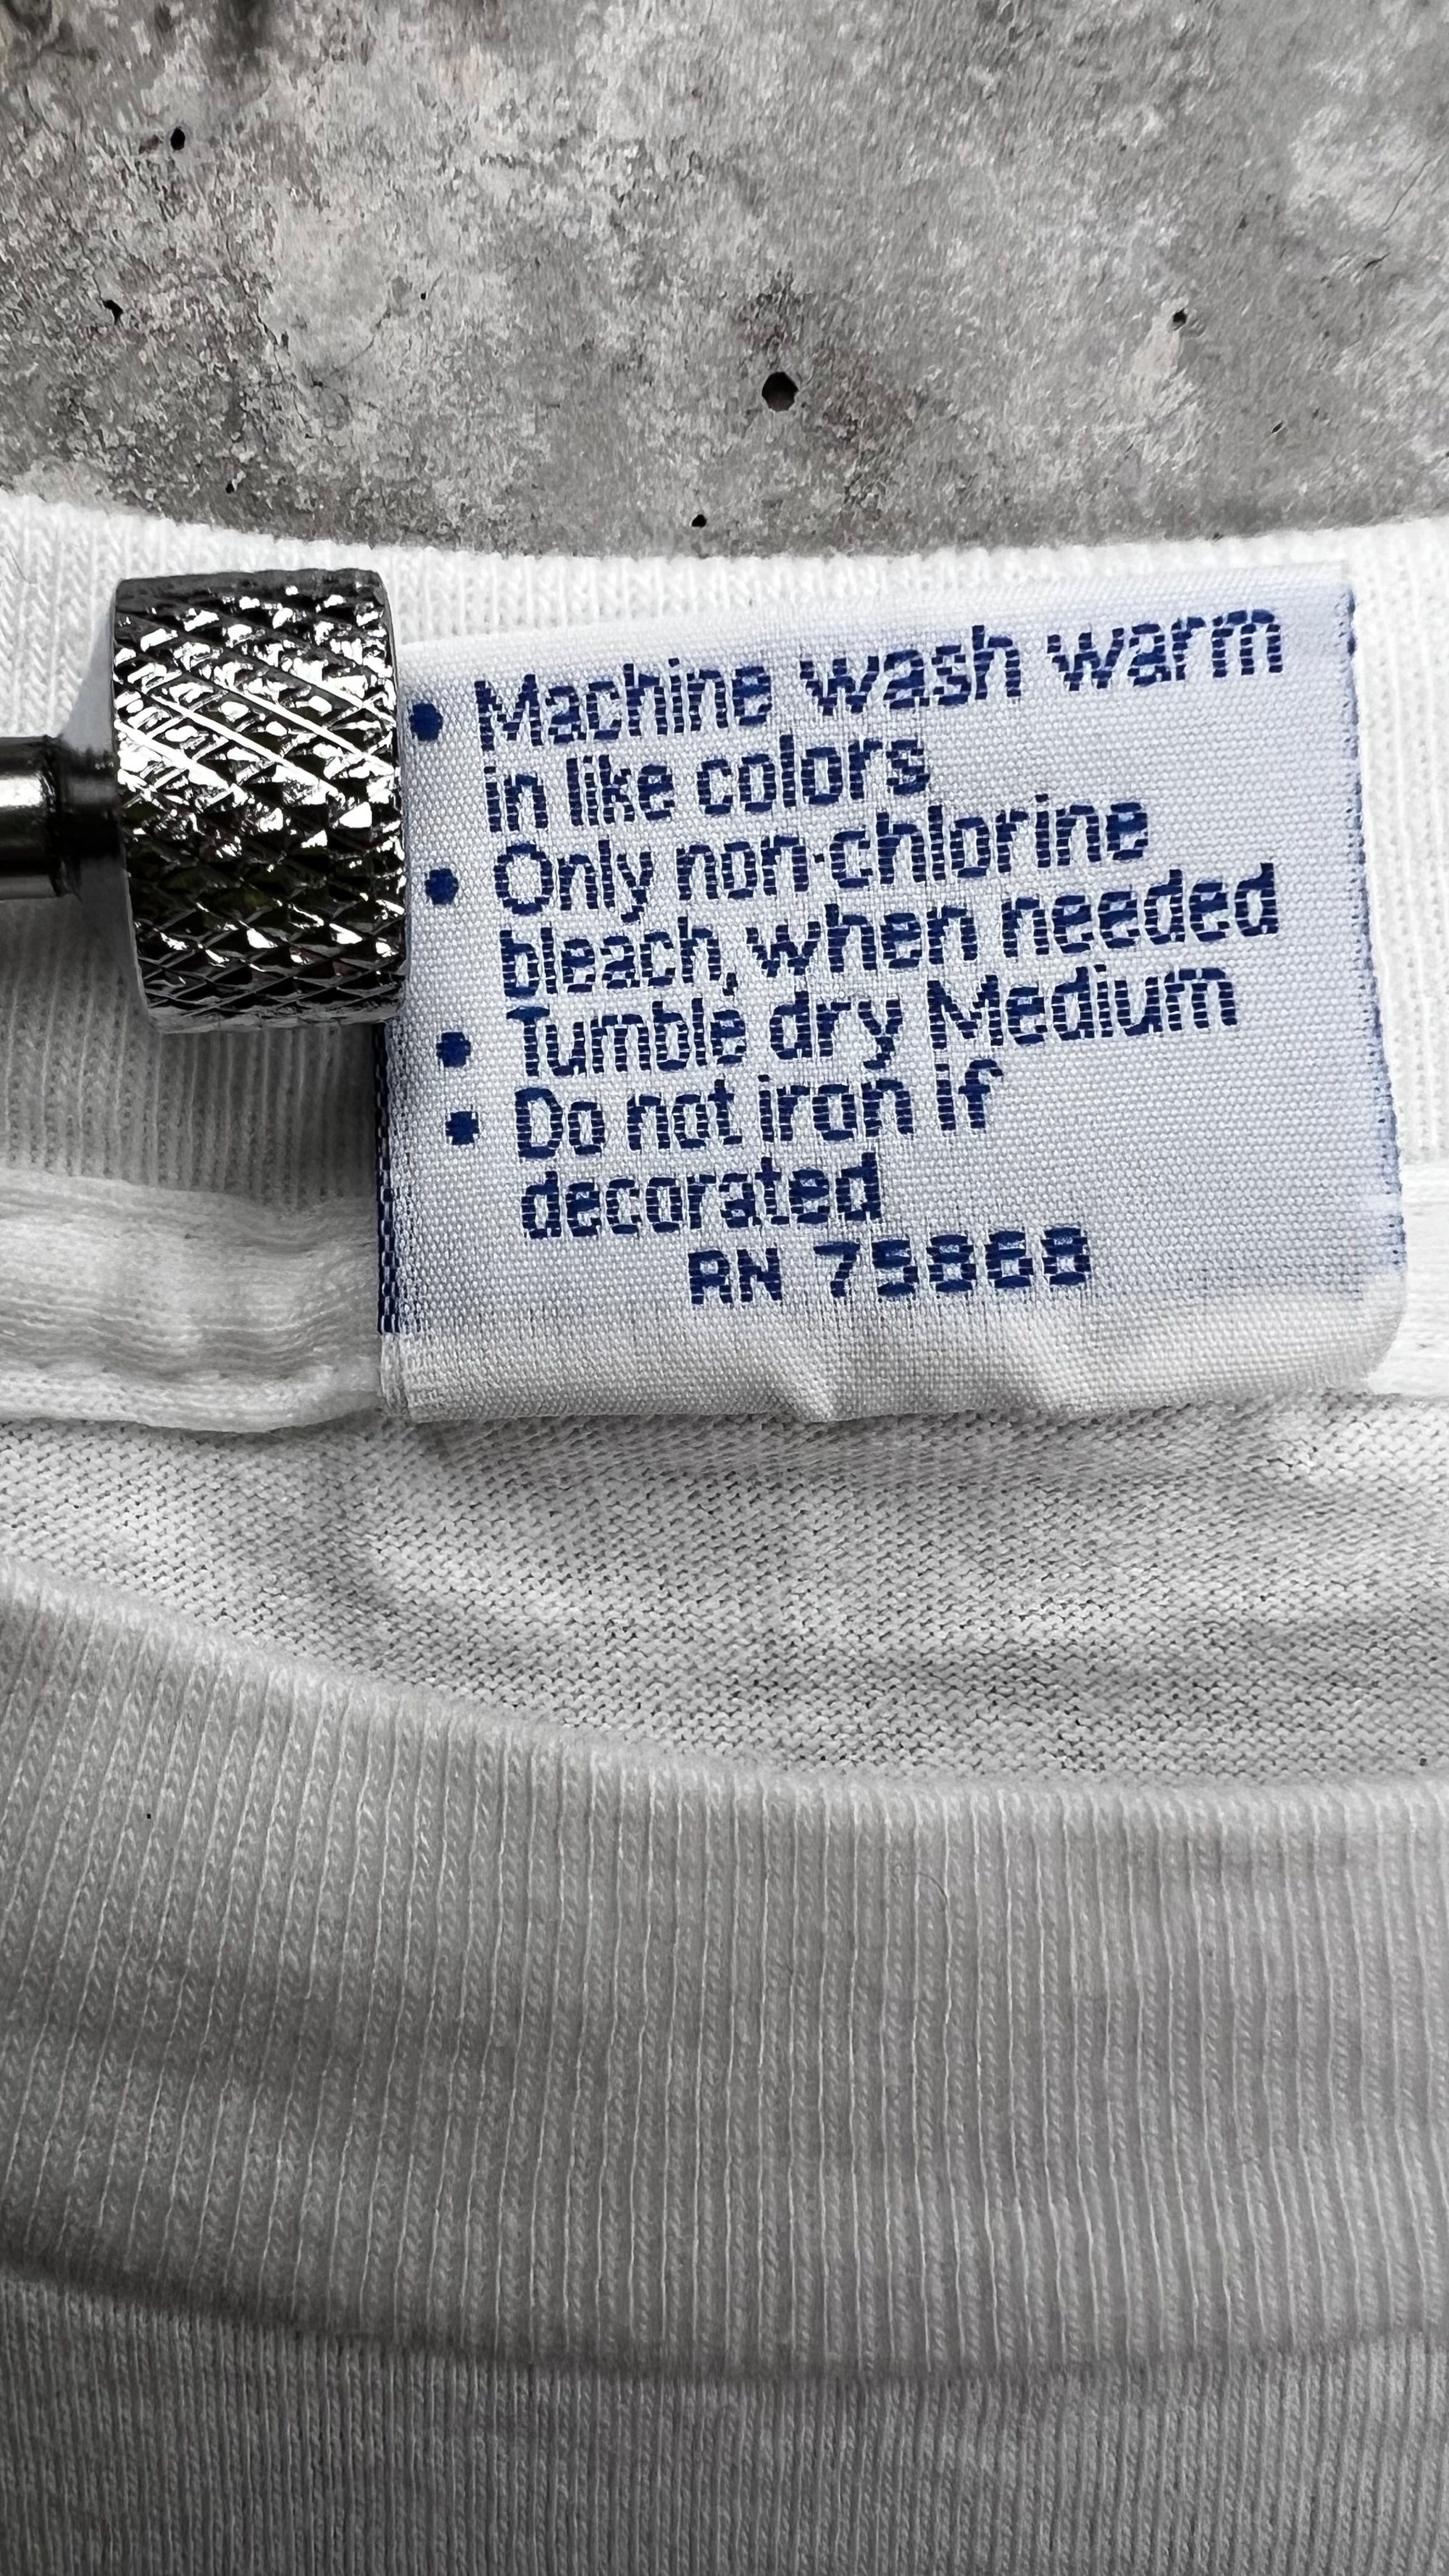 • Machine wash warm
in like colors
• Only non-chlorine
bleach, when needed
• Tumble dry Medium
• Do not iron if
decorated
RN 75868